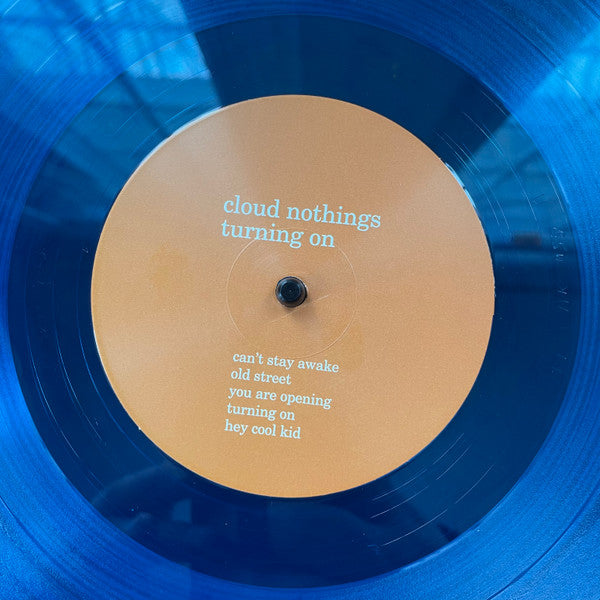 cloud nothings
turning on
can't stay awake
old street
you are opening
turning on
hey cool kid